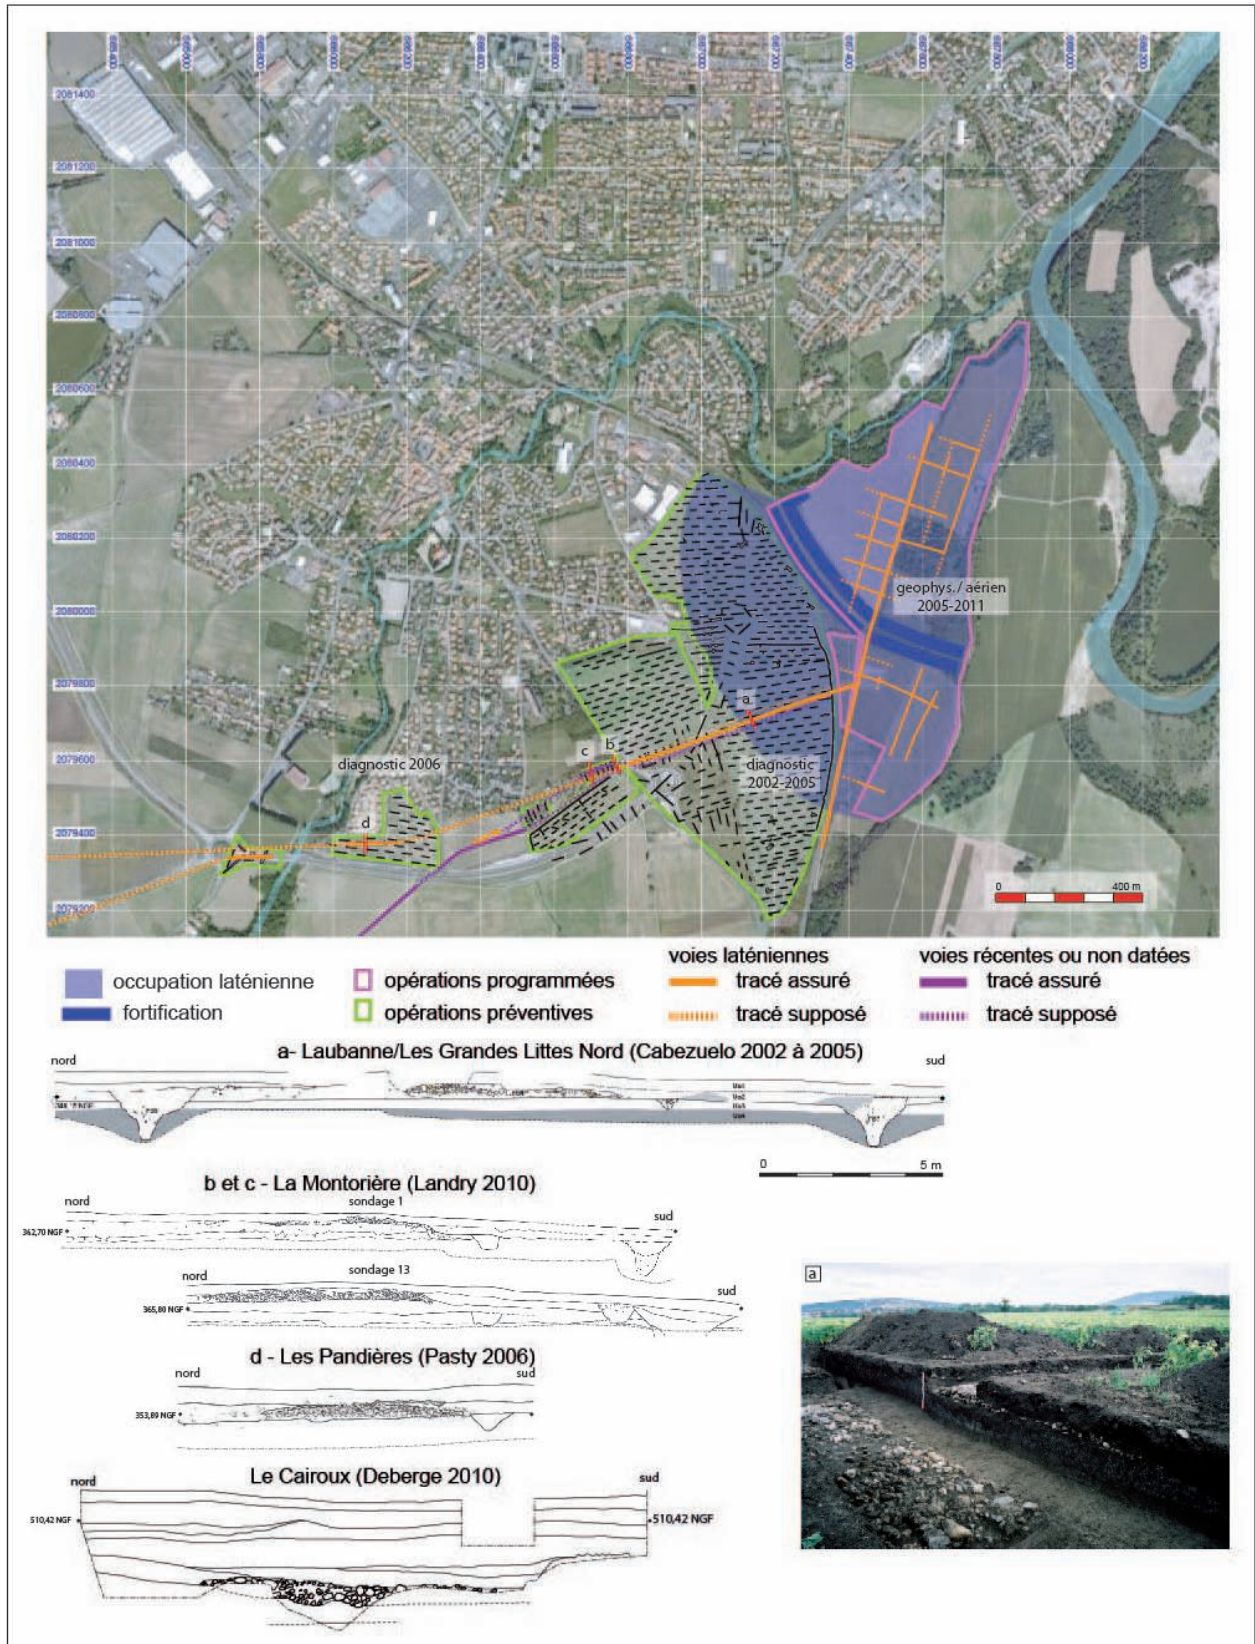 2081400
2081200
2081000
2080800
2080600
2080400
2080200
2080000
2079800
2079600
2079400
2079200
geophys./ aérien
2005-2011
a
b
c
diagnostic 2006
diagnostic
2002-2005
d
0 400 m
occupation laténienne
fortification
opérations programmées
opérations préventives
voies laténiennes
tracé assuré
tracé supposé
voies récentes ou non datées
tracé assuré
tracé supposé
a- Laubanne/Les Grandes Littes Nord (Cabezuelo 2002 à 2005)
nord
sud
0 5 m
b et c - La Montorière (Landry 2010)
nord
sondage 1
sud
362,70 NGF
nord
sondage 13
sud
365,80 NGF
d - Les Pandières (Pasty 2006)
nord
sud
353,89 NGF
Le Cairoux (Deberge 2010)
nord
sud
510,42 NGF
510,42 NGF
a